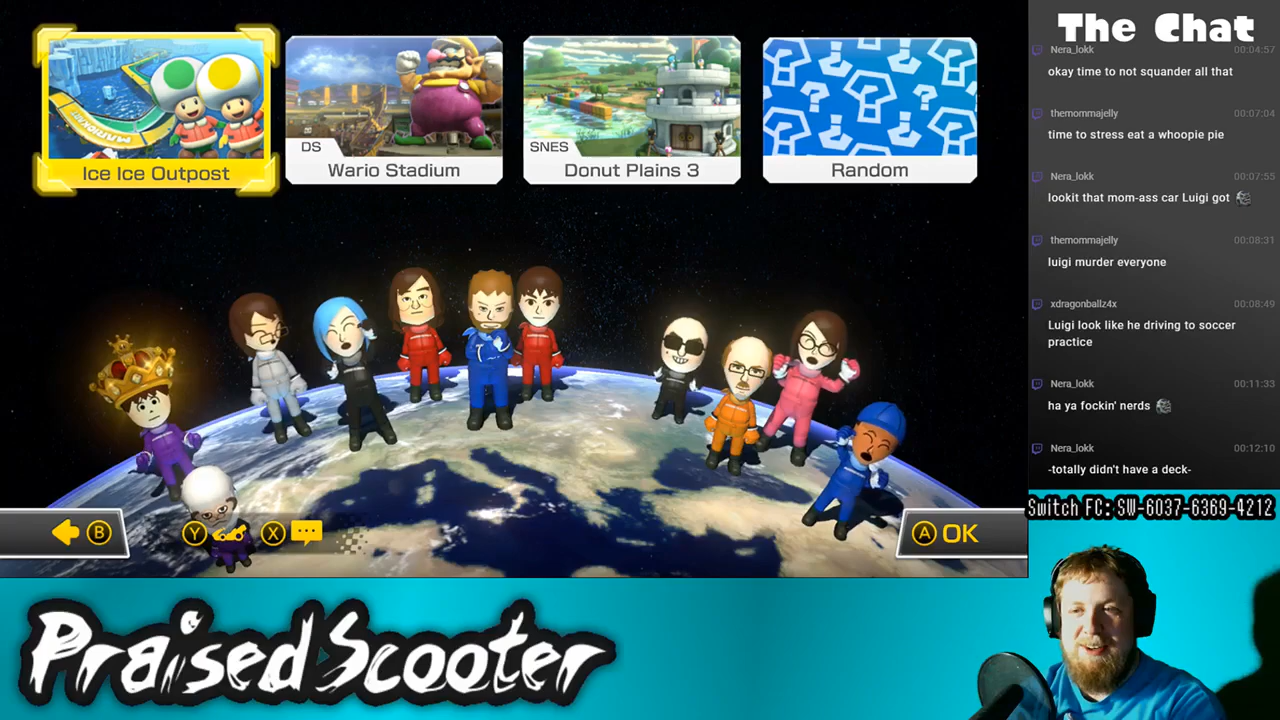 Ice Ice Outpost
DS
Wario Stadium
SNES
Donut Plains 3
Random
MARIOKART
B
Y
X
A OK
The Chat
Nera_lokk 00:04:57
okay time to not squander all that
themommajelly 00:07:04
time to stress eat a whoopie pie
Nera_lokk 00:07:55
lookit that mom-ass car Luigi got
themommajelly 00:08:31
luigi murder everyone
xdragonballz4x 00:08:49
Luigi look like he driving to soccer
practice
Nera_lokk 00:11:33
ha ya fockin' nerds
Nera_lokk 00:12:10
-totally didn't have a deck-
Switch FC: SW-6037-6369-4212
PraisedScooter